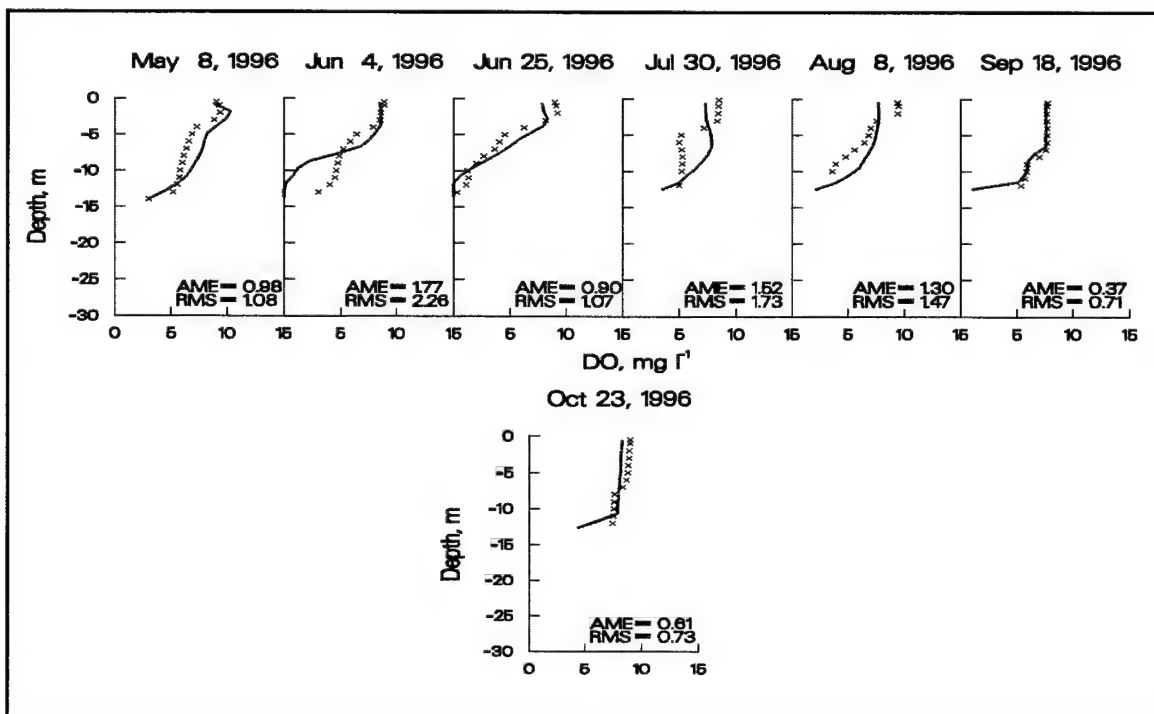 May 8, 1996 Jun 4, 1996 Jun 25, 1996 Jul 30, 1996 Aug 8, 1996 Sep 18, 1996
0
-5
-10
-15
-20
-25
-30
Depth, m
AME= 0.98 AME= 1.77 AME= 0.90 AME= 1.52 AME= 1.30 AME= 0.37
RMS= 1.08 RMS= 2.26 RMS= 1.07 RMS= 1.73 RMS= 1.47 RMS= 0.71
0 5 10 5 10 15 5 10 5 10 15 5 10 15 5 10 15
DO, mg l¯¹
Oct 23, 1996
0
-5
-10
-15
-20
-25
-30
Depth, m
AME= 0.61
RMS= 0.73
0 5 10 15